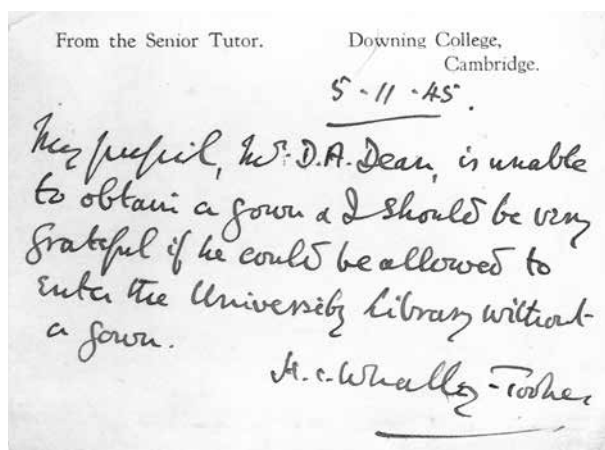 From the Senior Tutor.
Downing College,
Cambridge.
5-11-45.
My pupil, Mr. D.A. Dean, is unable
to obtain a gown & I should be very
grateful if he could be allowed to
enter the University Library without
a gown.
H.C. Whalley-Tooker